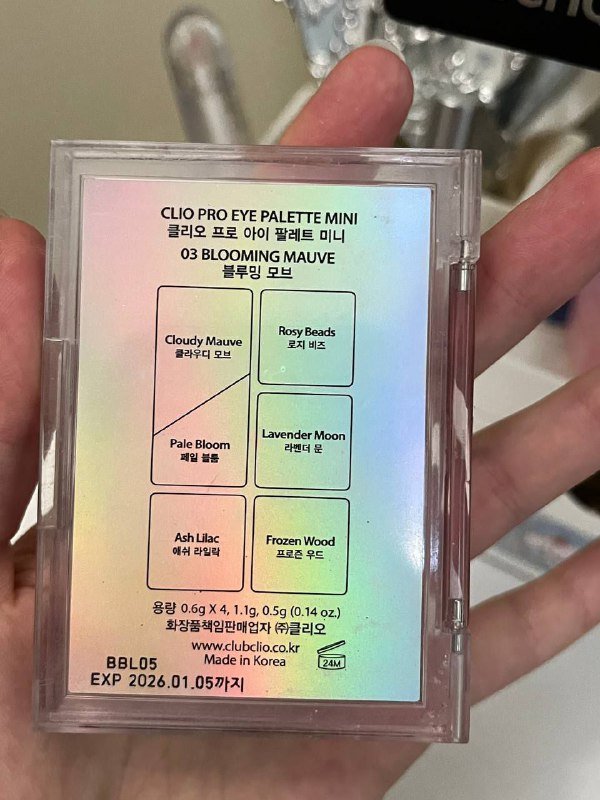 CLIO PRO EYE PALETTE MINI
클리오 프로 아이 팔레트 미니
03 BLOOMING MAUVE
블루밍 모브
Cloudy Mauve
클라우디 모브
Rosy Beads
로지 비즈
Pale Bloom
페일 블룸
Lavender Moon
라벤더 문
Ash Lilac
애쉬 라일락
Frozen Wood
프로즌 우드
용량 0.6g X 4, 1.1g, 0.5g (0.14 oz.)
화장품책임판매업자 ㈜클리오
www.clubclio.co.kr
Made in Korea
24M
BBL05
EXP 2026.01.05까지